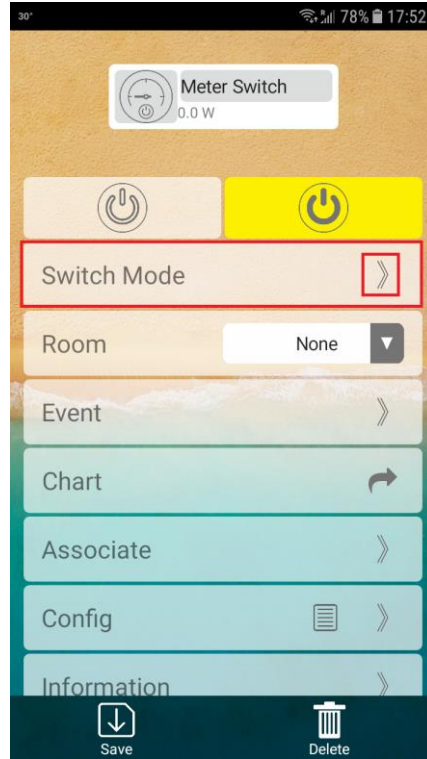 30°
78% 17:52
Meter Switch
0.0 W
Switch Mode
Room None
Event
Chart
Associate
Config
Information
Save Delete